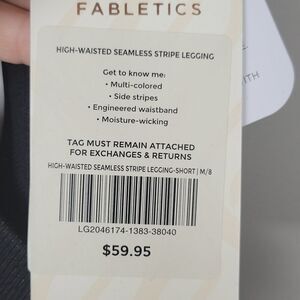 FABLETICS
HIGH-WAISTED SEAMLESS STRIPE LEGGING
Get to know me:
• Multi-colored
• Side stripes
• Engineered waistband
• Moisture-wicking
TAG MUST REMAIN ATTACHED
FOR EXCHANGES & RETURNS
HIGH-WAISTED SEAMLESS STRIPE LEGGING-SHORT | M/8
LG2046174-1383-38040
$59.95